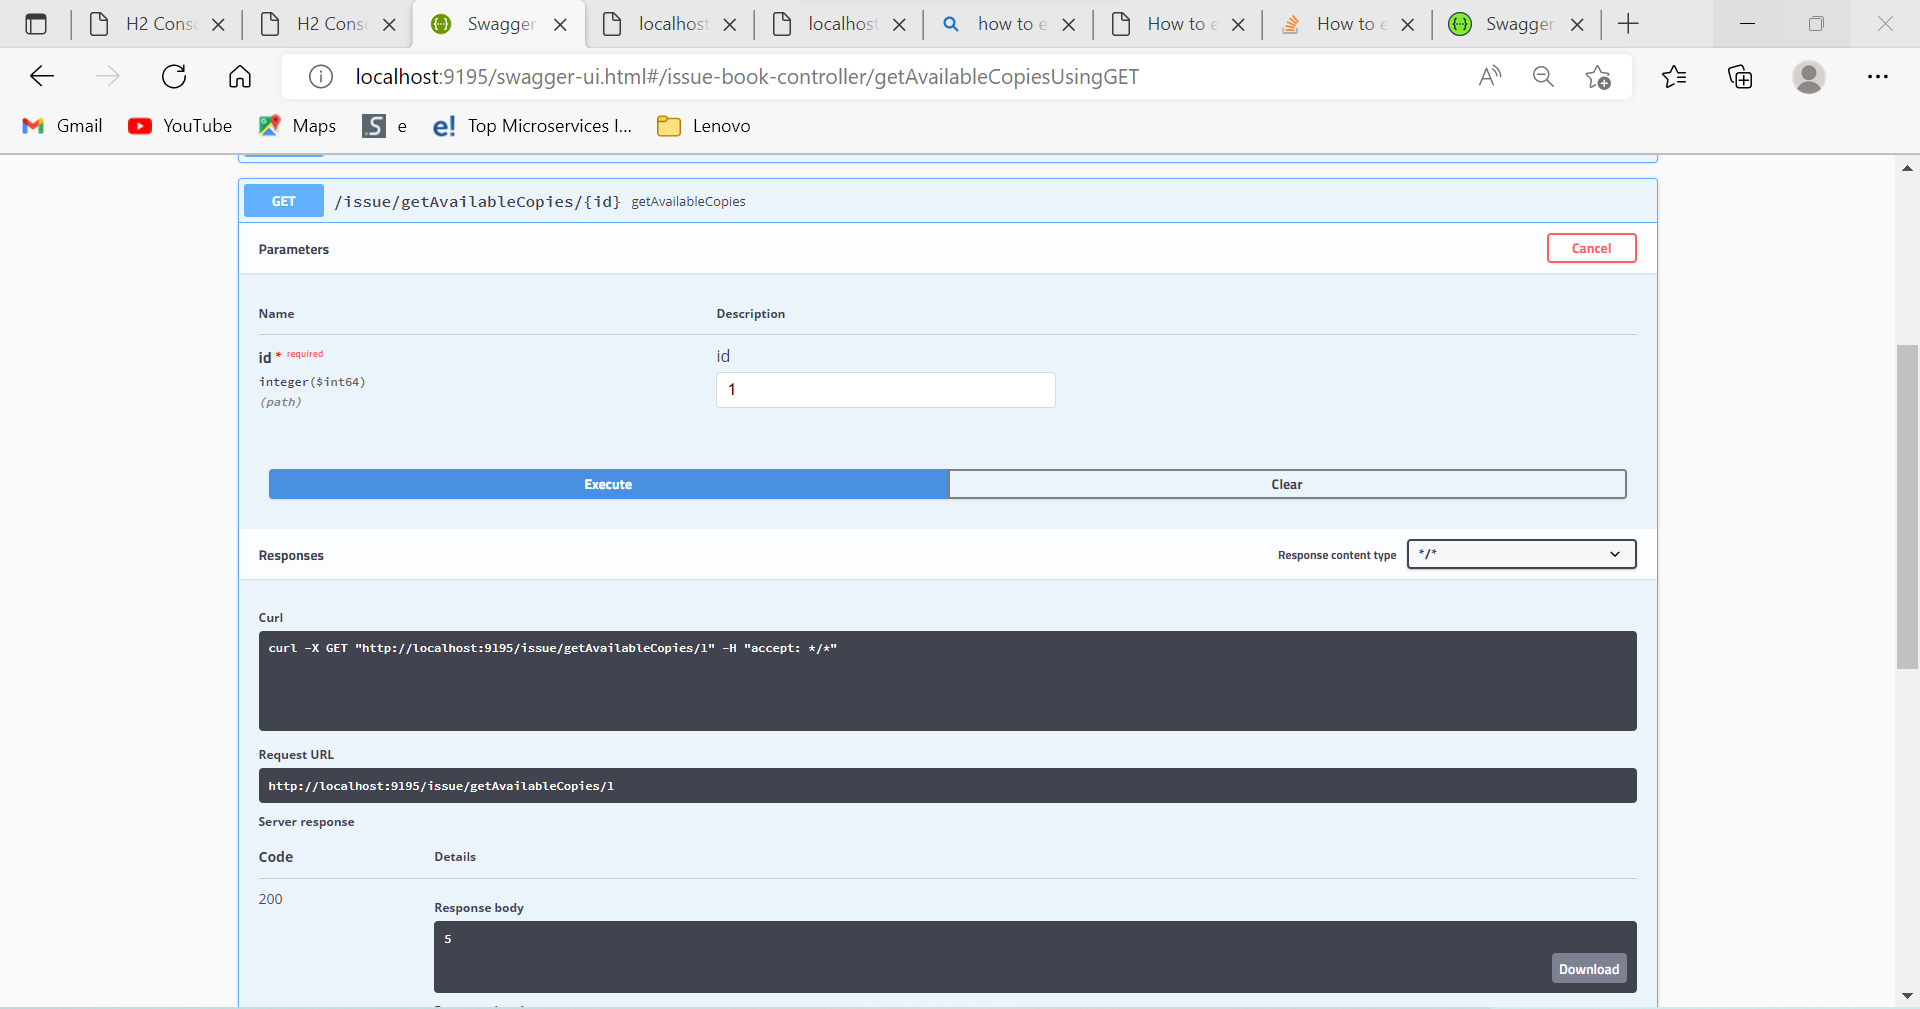 H2 Cons
H2 Cons
Swagger
localhost
localhost
how to e
How to e
How to e
Swagger
localhost:9195/swagger-ui.html#/issue-book-controller/getAvailableCopiesUsingGET
Gmail
YouTube
Maps
e
Top Microservices I...
Lenovo
GET /issue/getAvailableCopies/{id} getAvailableCopies
Parameters
Cancel
Name Description
id * required
integer($int64)
(path)
id
1
Execute
Clear
Responses
Response content type */*
Curl
curl -X GET "http://localhost:9195/issue/getAvailableCopies/1" -H "accept: */*"
Request URL
http://localhost:9195/issue/getAvailableCopies/1
Server response
Code Details
200
Response body
5
Download